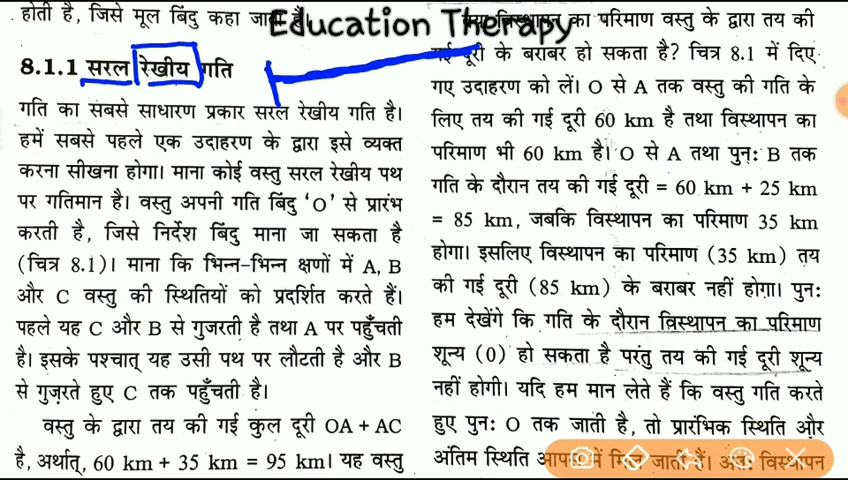 होती है, जिसे मूल बिंदु कहा जाता है।
8.1.1 सरल रेखीय गति
गति का सबसे साधारण प्रकार सरल रेखीय गति है।
हमें सबसे पहले एक उदाहरण के द्वारा इसे व्यक्त
करना सीखना होगा। माना कोई वस्तु सरल रेखीय पथ
पर गतिमान है। वस्तु अपनी गति बिंदु ‘O’ से प्रारंभ
करती है, जिसे निर्देश बिंदु माना जा सकता है
(चित्र 8.1)। माना कि भिन्न-भिन्न क्षणों में A, B
और C वस्तु की स्थितियों को प्रदर्शित करते हैं।
पहले यह C और B से गुजरती है तथा A पर पहुँचती
है। इसके पश्चात् यह उसी पथ पर लौटती है और B
से गुज़रते हुए C तक पहुँचती है।
वस्तु के द्वारा तय की गई कुल दूरी OA + AC
है, अर्थात्, 60 km + 35 km = 95 km। यह वस्तु
Education Therapy
विस्थापन का परिमाण वस्तु के द्वारा तय की
गई दूरी के बराबर हो सकता है? चित्र 8.1 में दिए
गए उदाहरण को लें। O से A तक वस्तु की गति के
लिए तय की गई दूरी 60 km है तथा विस्थापन का
परिमाण भी 60 km है। O से A तथा पुन: B तक
गति के दौरान तय की गई दूरी = 60 km + 25 km
= 85 km, जबकि विस्थापन का परिमाण 35 km
होगा। इसलिए विस्थापन का परिमाण (35 km) तय
की गई दूरी (85 km) के बराबर नहीं होगा। पुन:
हम देखेंगे कि गति के दौरान विस्थापन का परिमाण
शून्य (0) हो सकता है परंतु तय की गई दूरी शून्य
नहीं होगी। यदि हम मान लेते हैं कि वस्तु गति करते
हुए पुन: O तक जाती है, तो प्रारंभिक स्थिति और
अंतिम स्थिति आपस में मिल जाती हैं। अत: विस्थापन